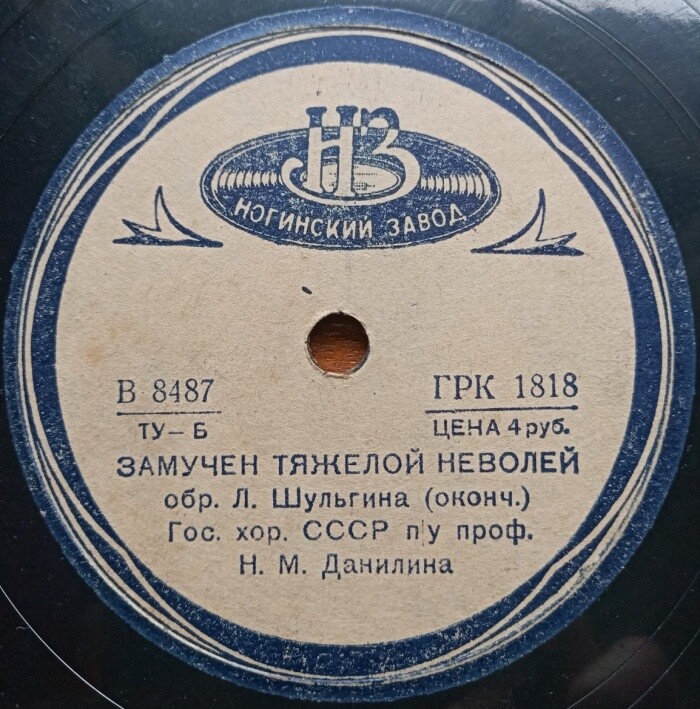 НЗ
НОГИНСКИЙ ЗАВОД
В 8487 ГРК 1818
ТУ – Б ЦЕНА 4 руб.
ЗАМУЧЕН ТЯЖЕЛОЙ НЕВОЛЕЙ
обр. Л. Шульгина (оконч.)
Гос. хор. СССР п/у проф.
Н. М. Данилина